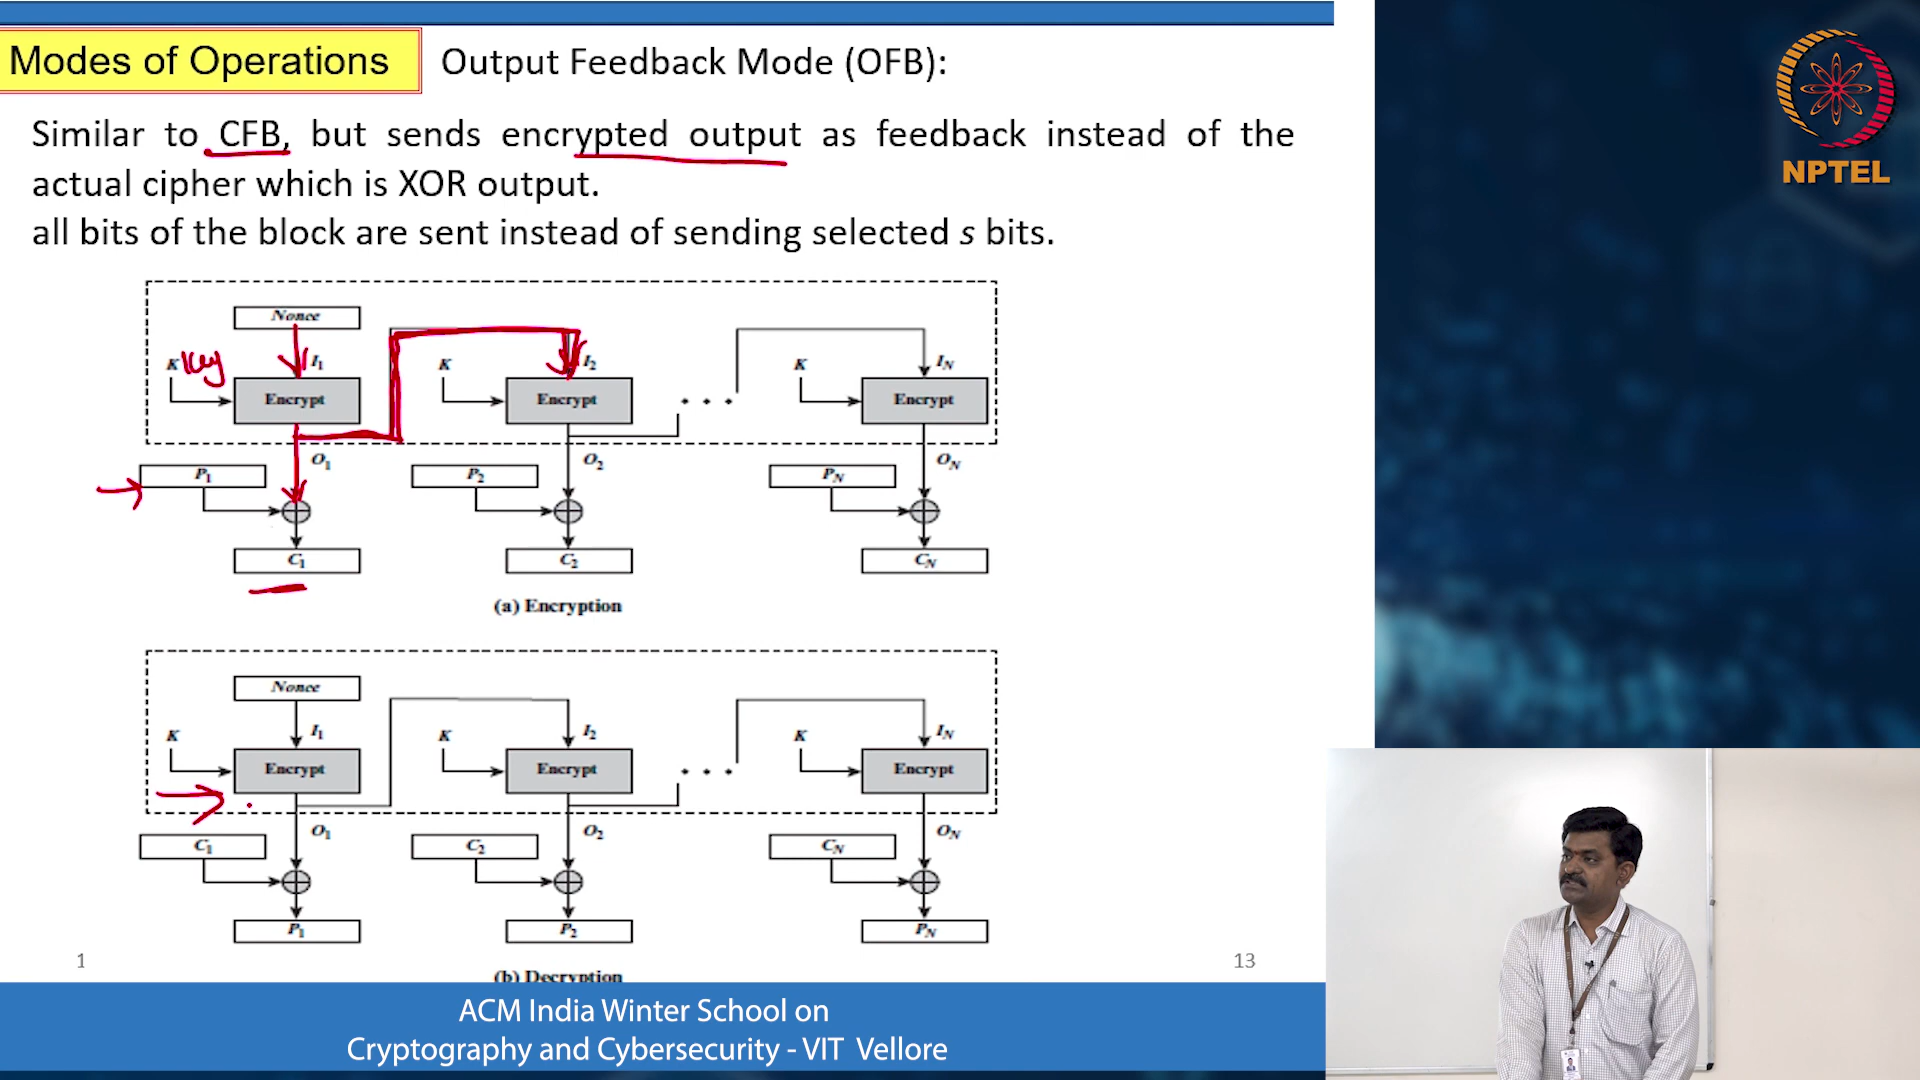 Modes of Operations
Output Feedback Mode (OFB):
Similar to CFB, but sends encrypted output as feedback instead of the
actual cipher which is XOR output.
all bits of the block are sent instead of sending selected s bits.
Nonce
K key I1 K I2 K IN
Encrypt Encrypt . . . Encrypt
O1 O2 ON
P1 P2 PN
C1 C2 CN
(a) Encryption
Nonce
K I1 K I2 K IN
Encrypt Encrypt . . . Encrypt
O1 O2 ON
C1 C2 CN
P1 P2 PN
(b) Decryption
1 13
ACM India Winter School on
Cryptography and Cybersecurity - VIT Vellore
NPTEL